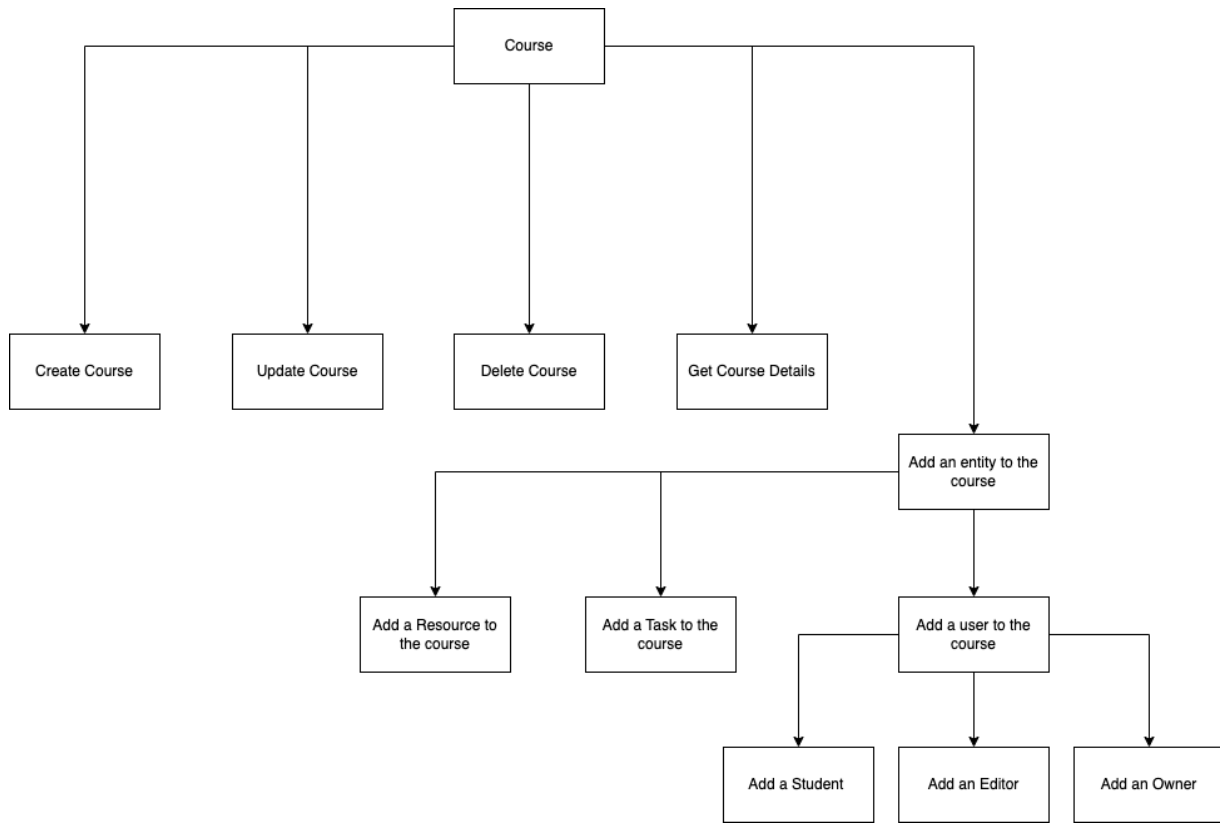 Course
Create Course
Update Course
Delete Course
Get Course Details
Add an entity to the
course
Add a Resource to
the course
Add a Task to the
course
Add a user to the
course
Add a Student
Add an Editor
Add an Owner